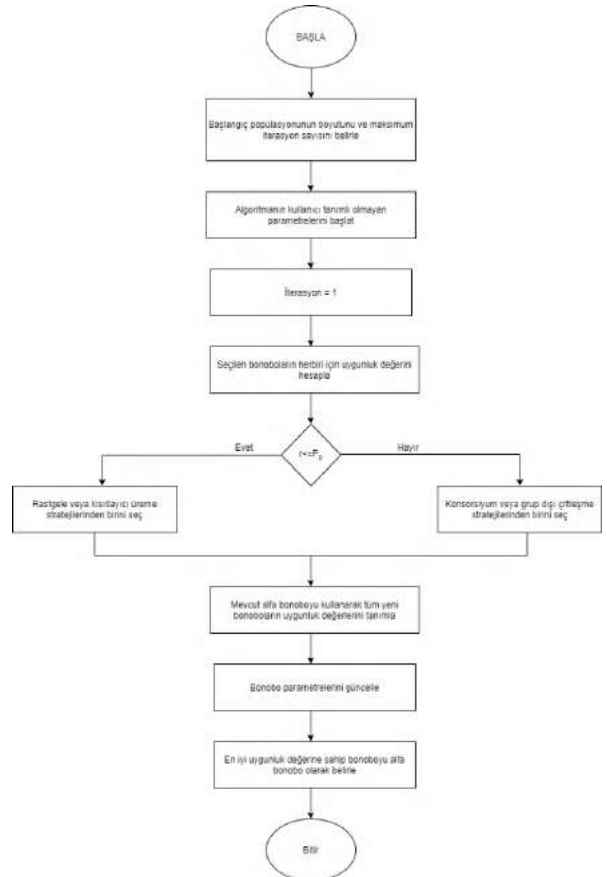 BAŞLA
Başlangıç popülasyonunun boyutunu ve maksimum
iterasyon sayısını belirle
Algoritmanın kullanıcı tanımlı olmayan
parametrelerini başlat
İterasyon = 1
Seçilen bonoboların herbiri için uygunluk değerini
hesapla
Evet
r<=Pp
Hayır
Rastgele veya kısıtlayıcı üreme
stratejilerinden birini seç
Konsorsiyum veya grup dışı çiftleşme
stratejilerinden birini seç
Mevcut alfa bonoboyu kullanarak tüm yeni
bonoboların uygunluk değerlerini tanımla
Bonobo parametrelerini güncelle
En iyi uygunluk değerine sahip bonoboyu alfa
bonobo olarak belirle
Bitir